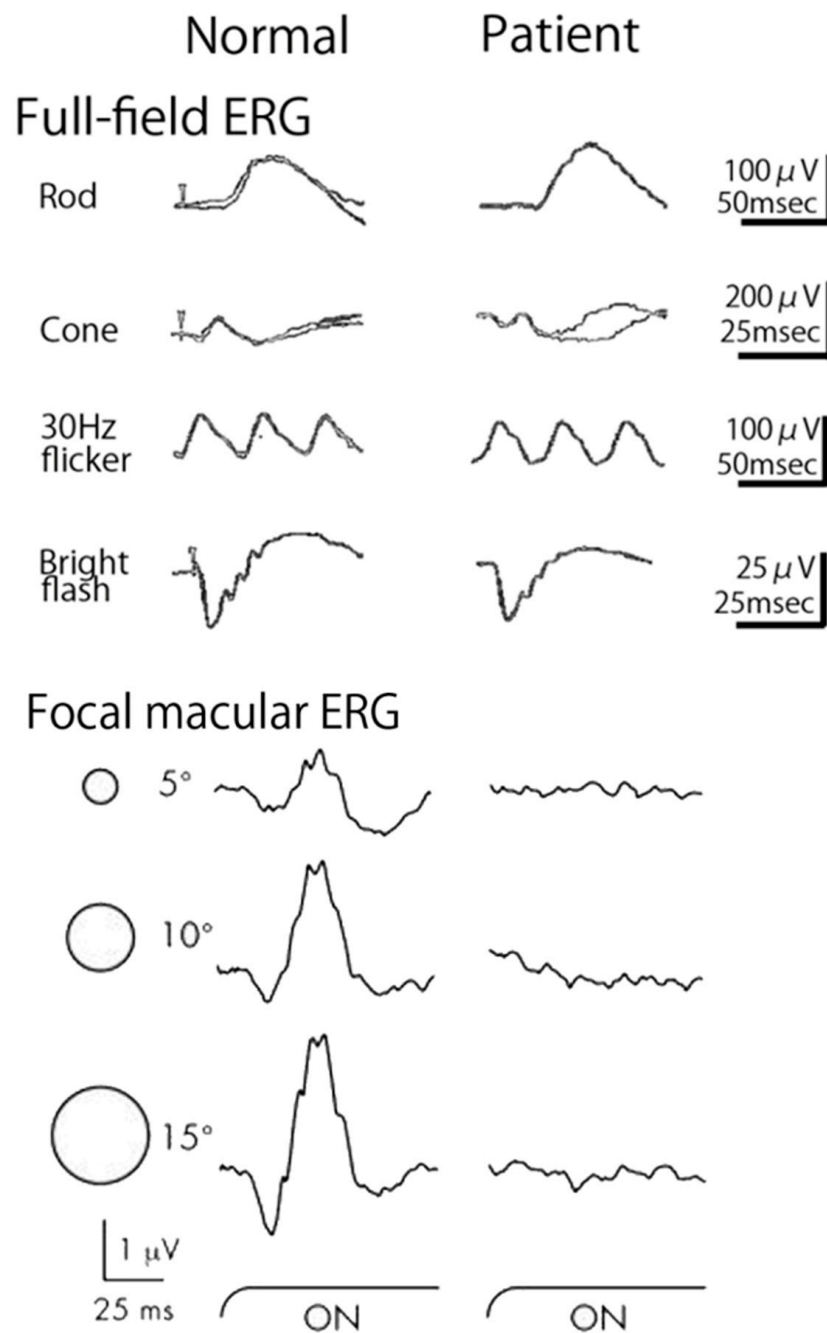 Normal Patient
Full-field ERG
Rod
100 μV
50msec
Cone
200 μV
25msec
30Hz
flicker
100 μV
50msec
Bright
flash
25 μV
25msec
Focal macular ERG
5°
10°
15°
1 μV
25 ms
ON ON